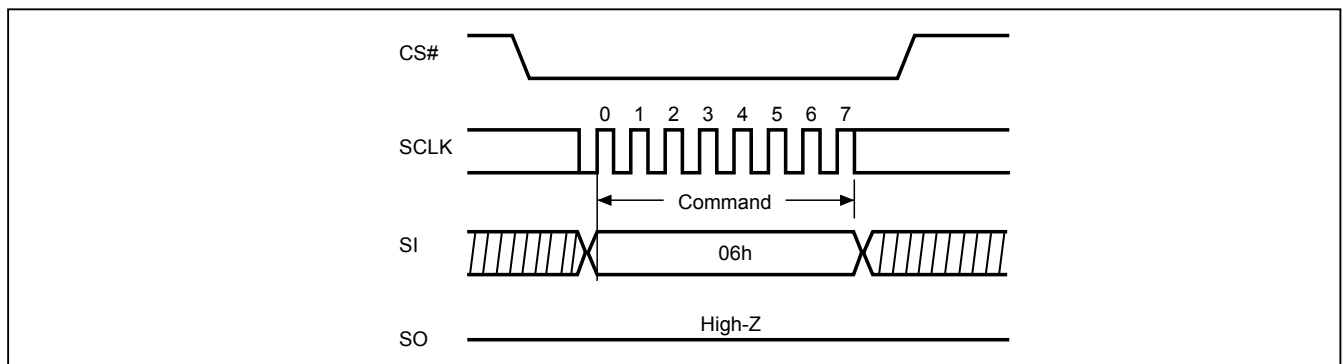 CS#
0 1 2 3 4 5 6 7
SCLK
Command
SI
06h
High-Z
SO